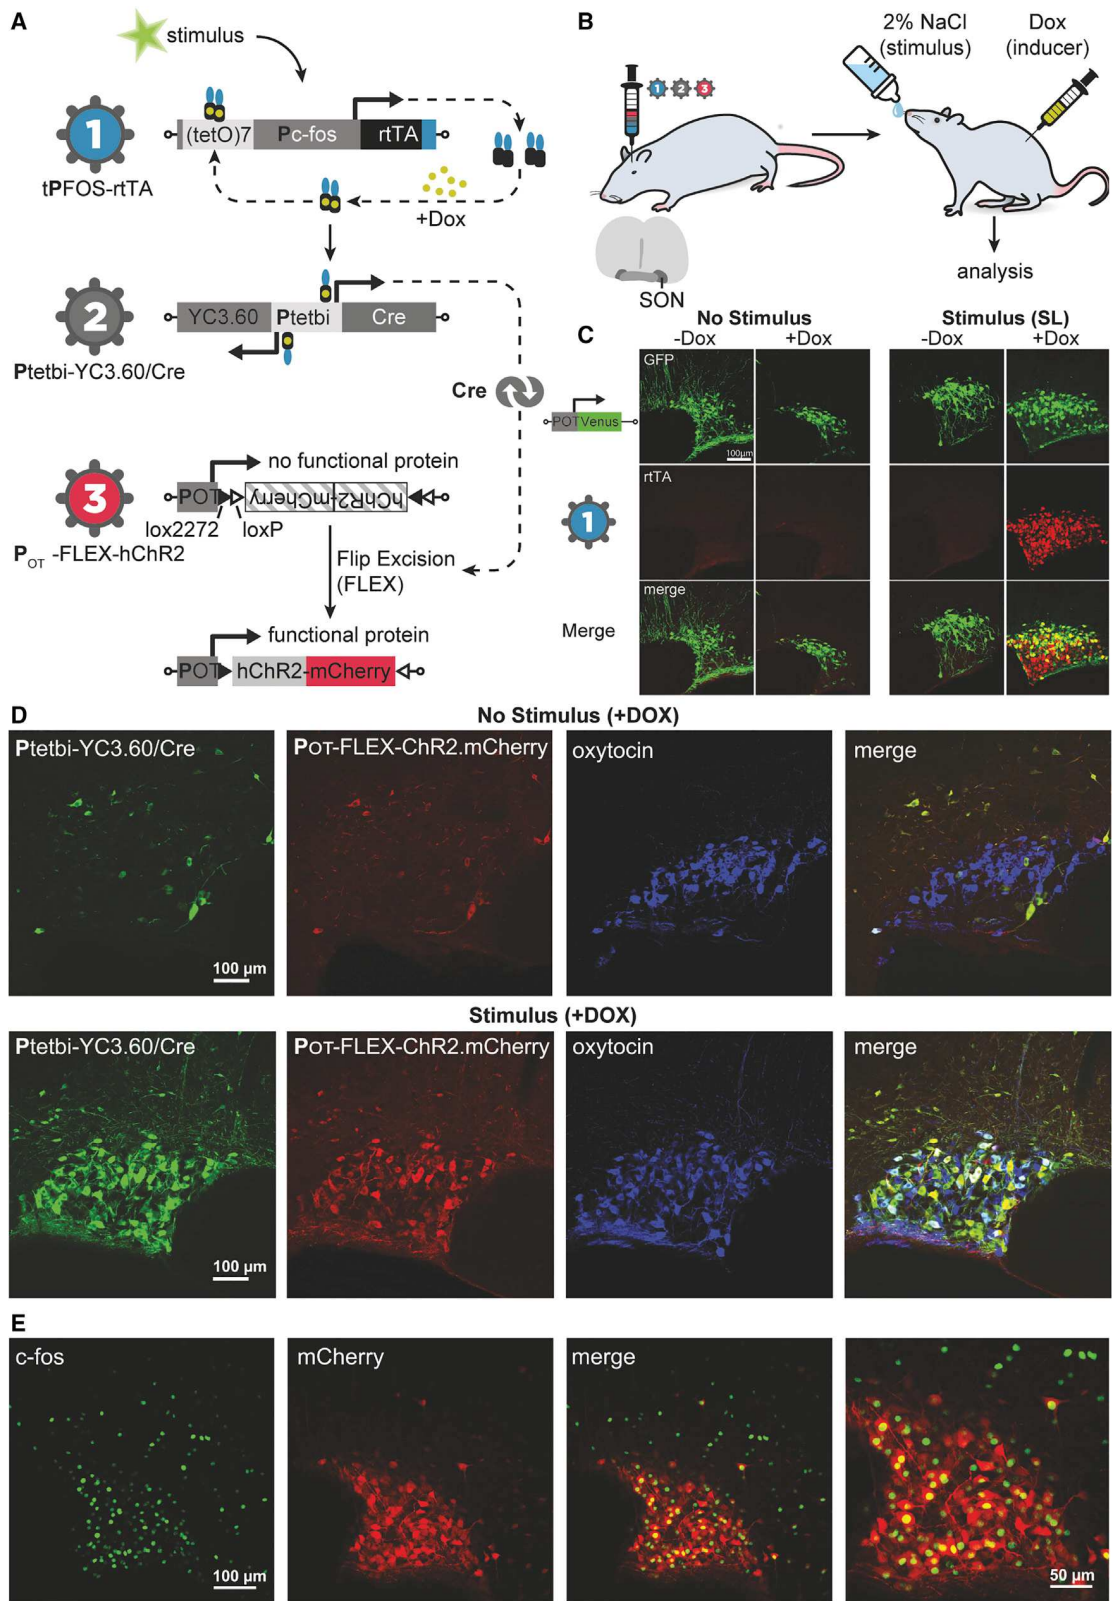 A
stimulus
1
(tetO)7
Pc-fos
rtTA
tPFOS-rtTA
+Dox
2
YC3.60
Ptetbi
Cre
Ptetbi-YC3.60/Cre
Cre
3
no functional protein
POT
hChR2-mCherry
lox2272
loxP
POT -FLEX-hChR2
Flip Excision
(FLEX)
functional protein
POT
hChR2-mCherry
B
1 2 3
2% NaCl
(stimulus)
Dox
(inducer)
SON
analysis
C
No Stimulus
Stimulus (SL)
-Dox
+Dox
-Dox
+Dox
GFP
POT Venus
100µm
rtTA
1
merge
Merge
D
No Stimulus (+DOX)
Ptetbi-YC3.60/Cre
POT-FLEX-ChR2.mCherry
oxytocin
merge
100 µm
Stimulus (+DOX)
Ptetbi-YC3.60/Cre
POT-FLEX-ChR2.mCherry
oxytocin
merge
100 µm
E
c-fos
mCherry
merge
100 µm
50 µm